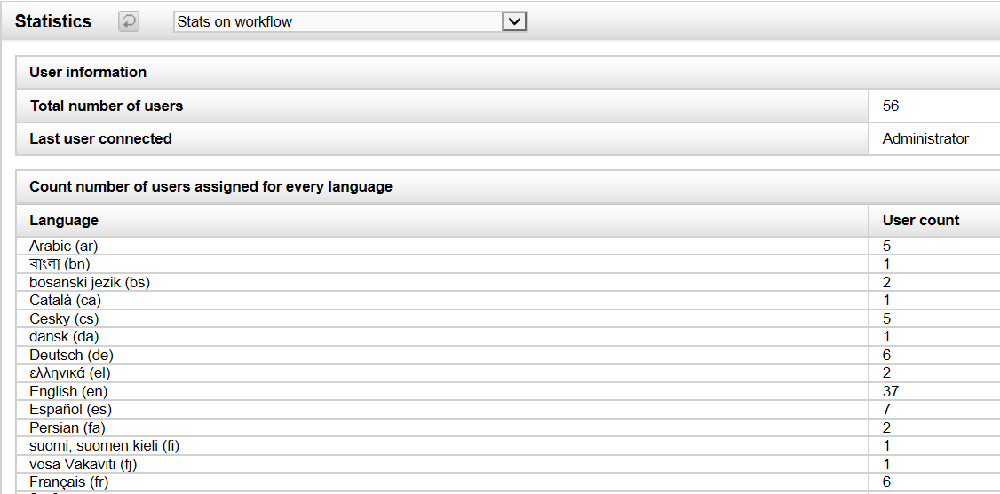 Statistics
Stats on workflow
User information
Total number of users 56
Last user connected Administrator
Count number of users assigned for every language
Language User count
Arabic (ar) 5
বাংলা (bn) 1
bosanski jezik (bs) 2
Català (ca) 1
Cesky (cs) 5
dansk (da) 1
Deutsch (de) 6
ελληνικά (el) 2
English (en) 37
Español (es) 7
Persian (fa) 2
suomi, suomen kieli (fi) 1
vosa Vakaviti (fj) 1
Français (fr) 6